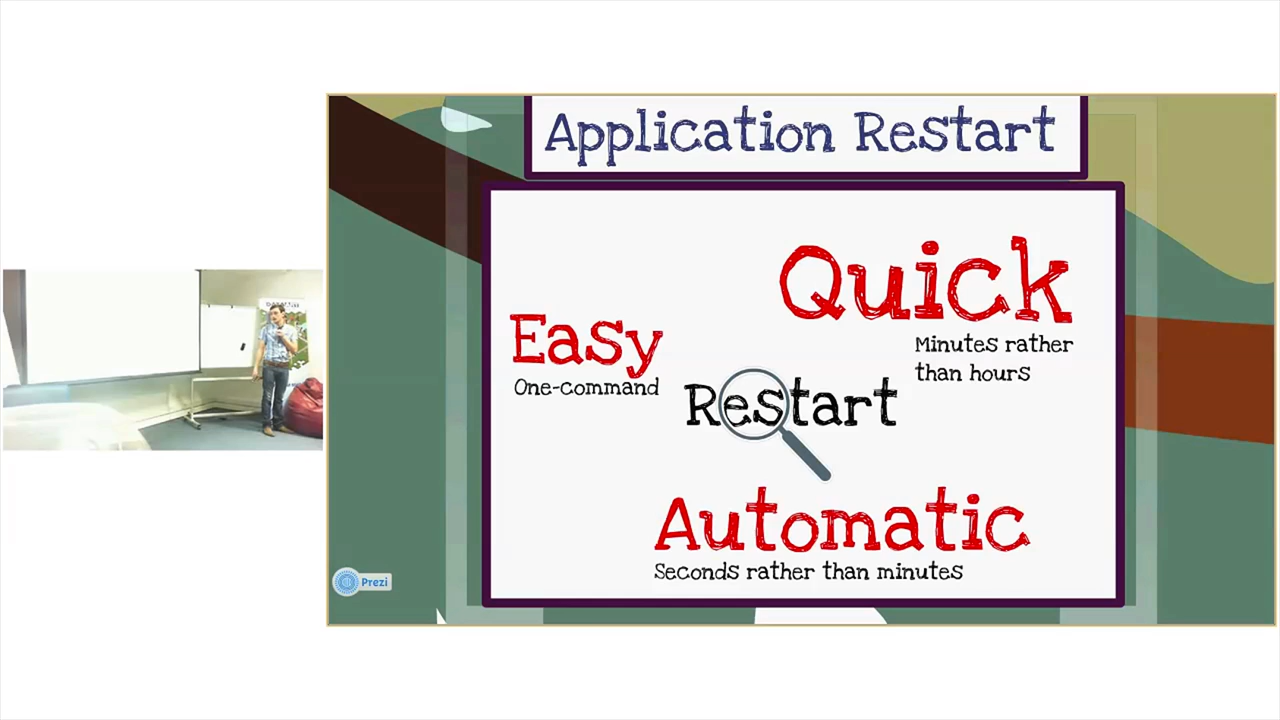 Application Restart
Quick
Minutes rather
than hours
Easy
One-command
Restart
Automatic
Seconds rather than minutes
Prezi